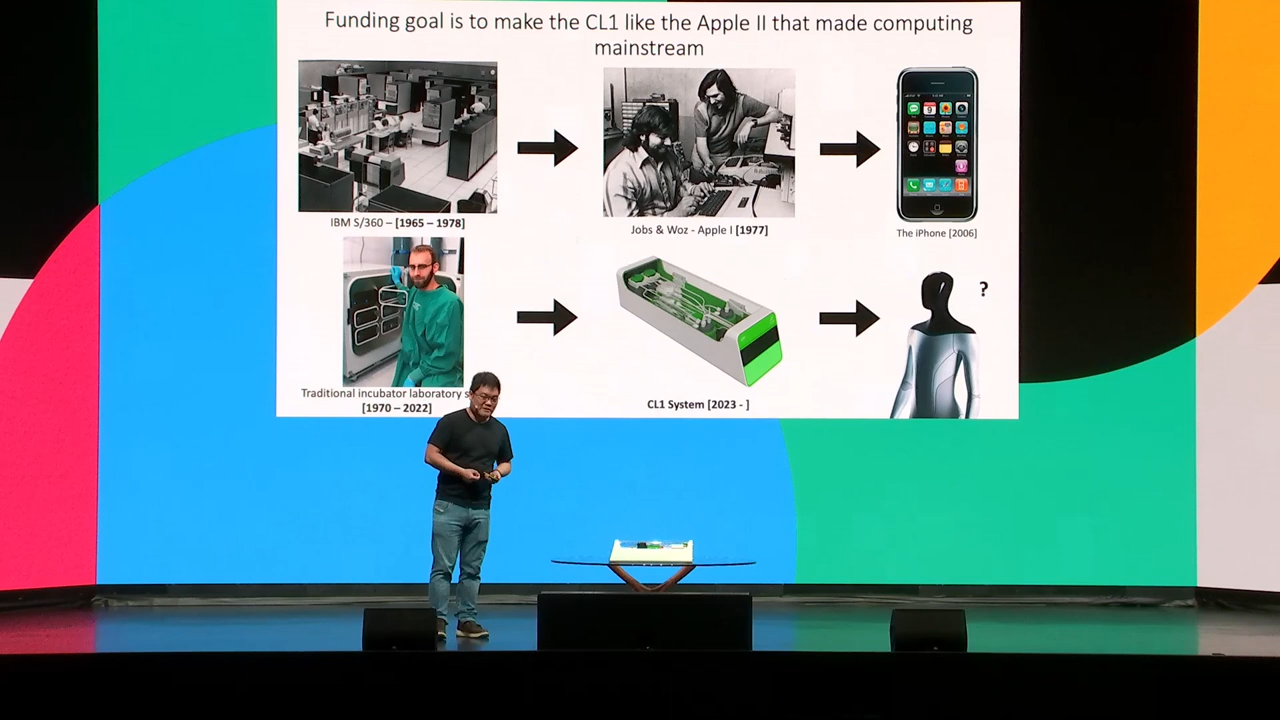 Funding goal is to make the CL1 like the Apple II that made computing
mainstream
IBM S/360 – [1965 – 1978]
Jobs & Woz - Apple I [1977]
The iPhone [2006]
?
Traditional incubator laboratory s
[1970 – 2022]
CL1 System [2023 - ]